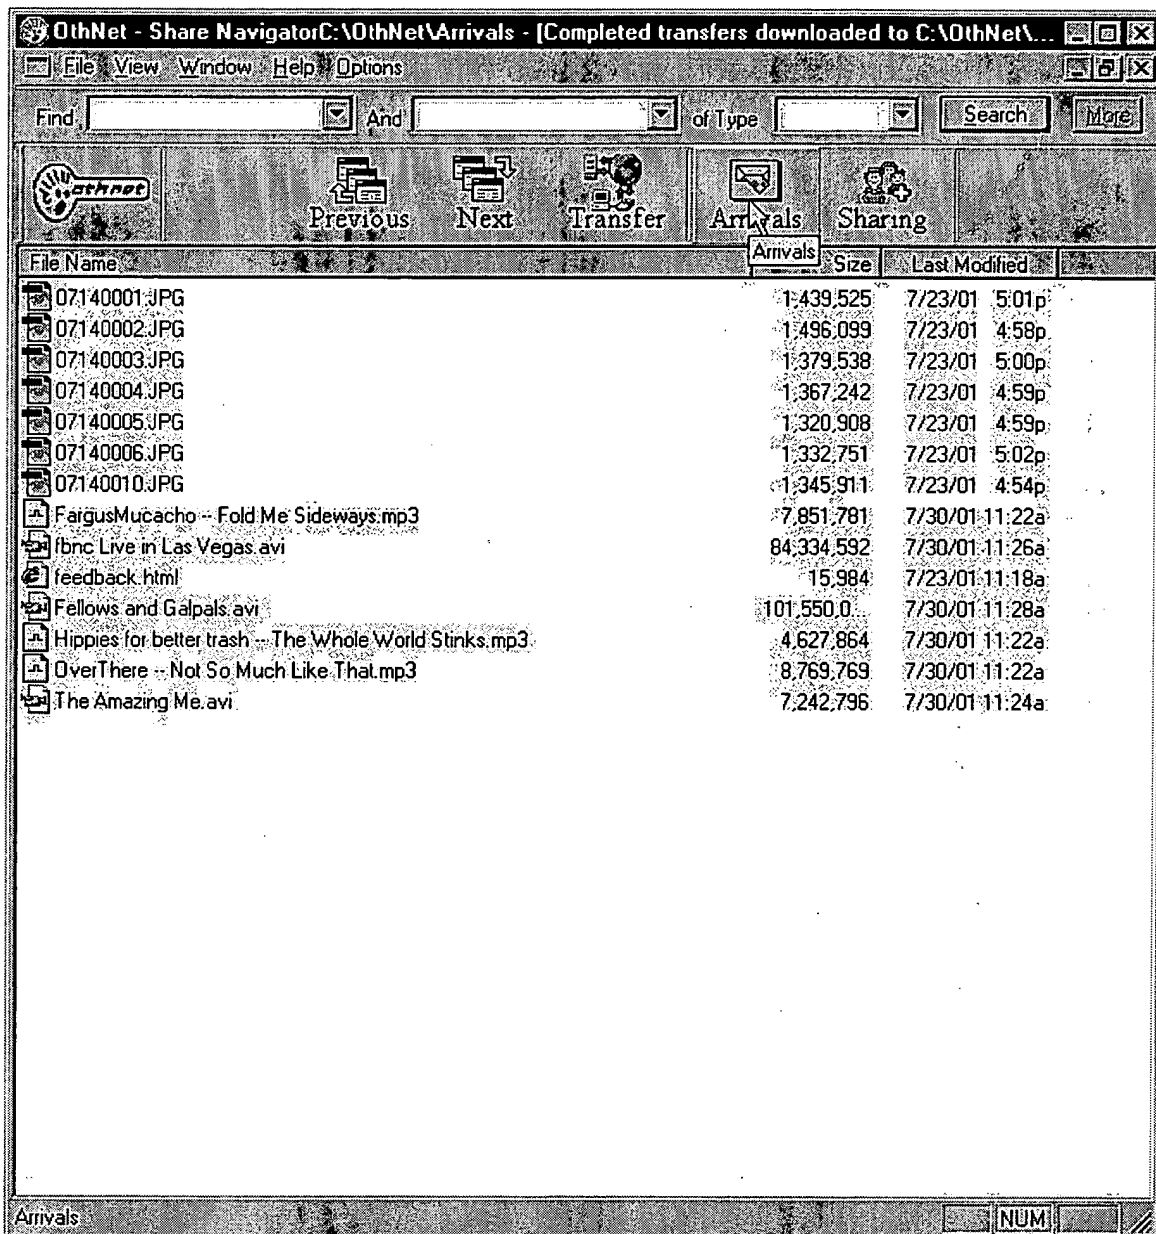 OthNet - Share NavigatorC:\OthNet\Arrivals - [Completed transfers downloaded to C:\OthNet\...
File View Window Help Options
Find And of Type Search More
othnet Previous Next Transfer Arrivals Sharing
Arrivals
File Name Size Last Modified
07140001.JPG 1,439,525 7/23/01 5:01p
07140002.JPG 1,496,099 7/23/01 4:58p
07140003.JPG 1,379,538 7/23/01 5:00p
07140004.JPG 1,367,242 7/23/01 4:59p
07140005.JPG 1,320,908 7/23/01 4:59p
07140006.JPG 1,332,751 7/23/01 5:02p
07140010.JPG 1,345,911 7/23/01 4:54p
FargusMucacho -- Fold Me Sideways.mp3 7,851,781 7/30/01 11:22a
fbnc Live in Las Vegas.avi 84,334,592 7/30/01 11:26a
feedback.html 15,984 7/23/01 11:18a
Fellows and Galpals.avi 101,550,0... 7/30/01 11:28a
Hippies for better trash -- The Whole World Stinks.mp3 4,627,864 7/30/01 11:22a
OverThere -- Not So Much Like That.mp3 8,769,769 7/30/01 11:22a
The Amazing Me.avi 7,242,796 7/30/01 11:24a
Arrivals NUM